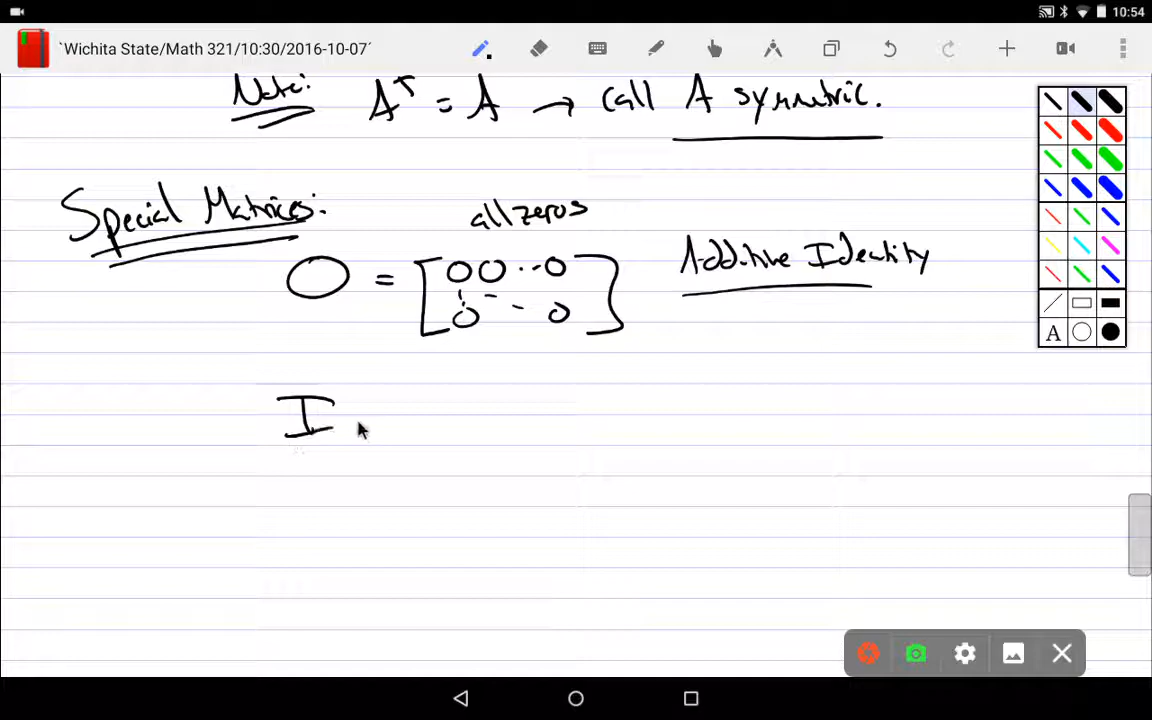 10:54
`Wichita State/Math 321/10:30/2016-10-07´
Note: Aᵀ = A → call A symmetric.
Special Matrices:
all zeros
O = [ 0 0 ... 0
0 ... 0 ]
Additive Identity
I
A